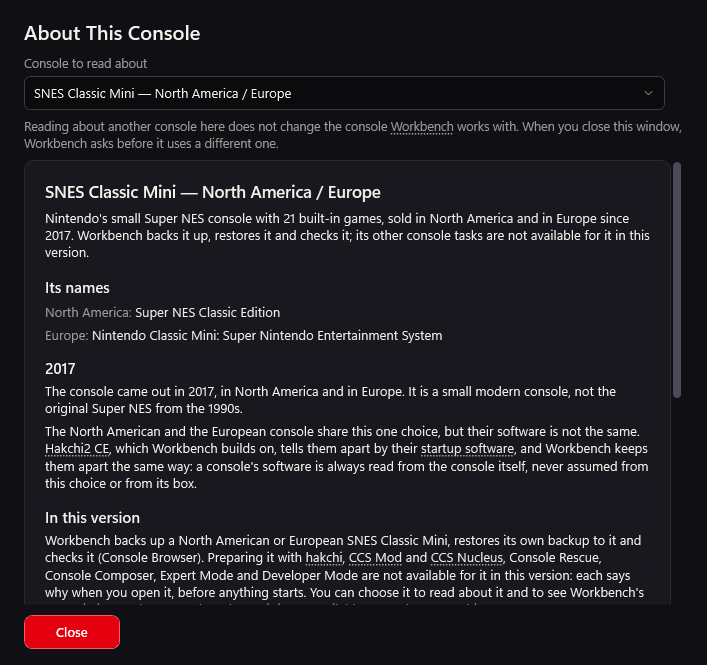 About This Console
Console to read about
SNES Classic Mini — North America / Europe
Reading about another console here does not change the console Workbench works with. When you close this window,
Workbench asks before it uses a different one.
SNES Classic Mini — North America / Europe
Nintendo's small Super NES console with 21 built-in games, sold in North America and in Europe since
2017. Workbench backs it up, restores it and checks it; its other console tasks are not available for it in this
version.
Its names
North America: Super NES Classic Edition
Europe: Nintendo Classic Mini: Super Nintendo Entertainment System
2017
The console came out in 2017, in North America and in Europe. It is a small modern console, not the
original Super NES from the 1990s.
The North American and the European console share this one choice, but their software is not the same.
Hakchi2 CE, which Workbench builds on, tells them apart by their startup software, and Workbench keeps
them apart the same way: a console's software is always read from the console itself, never assumed from
this choice or from its box.
In this version
Workbench backs up a North American or European SNES Classic Mini, restores its own backup to it and
checks it (Console Browser). Preparing it with hakchi, CCS Mod and CCS Nucleus, Console Rescue,
Console Composer, Expert Mode and Developer Mode are not available for it in this version: each says
why when you open it, before anything starts. You can choose it to read about it and to see Workbench's
Close